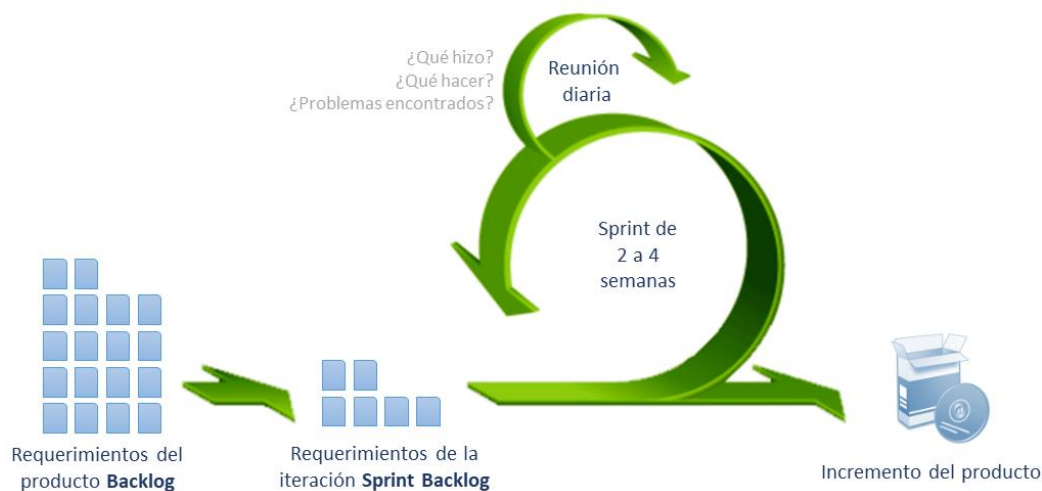 ¿Qué hizo?
¿Qué hacer?
¿Problemas encontrados?
Reunión
diaria
Sprint de
2 a 4
semanas
Requerimientos del
producto Backlog
Requerimientos de la
iteración Sprint Backlog
Incremento del producto